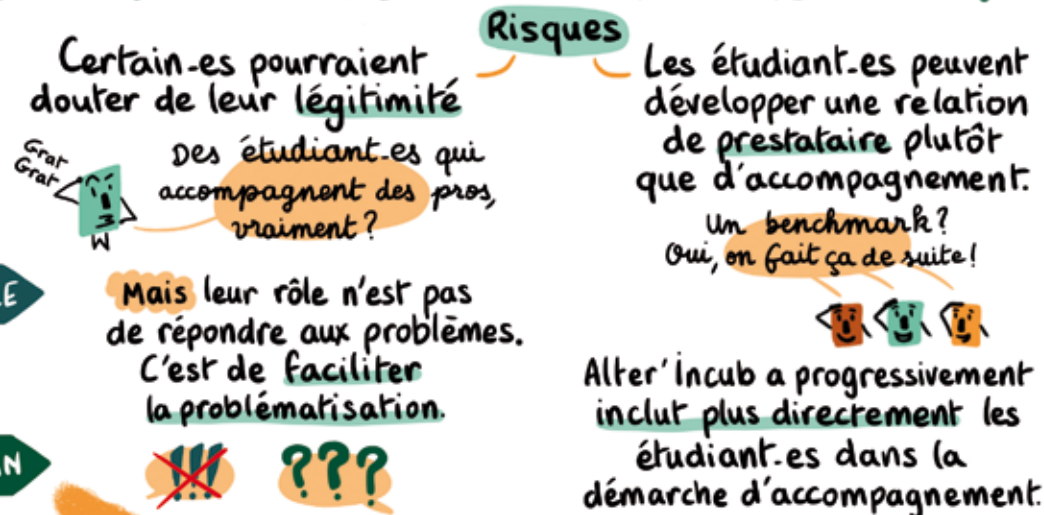 Risques
Certain-es pourraient
douter de leur légitimité
Grat
Grat
Des étudiant-es qui
accompagnent des pros,
vraiment ?
Mais leur rôle n'est pas
de répondre aux problèmes.
C'est de faciliter
la problématisation.
!!!
???
Les étudiant-es peuvent
développer une relation
de prestataire plutôt
que d'accompagnement.
Un benchmark ?
Oui, on fait ça de suite !
Alter'Incub a progressivement
inclut plus directement les
étudiant-es dans la
démarche d'accompagnement.